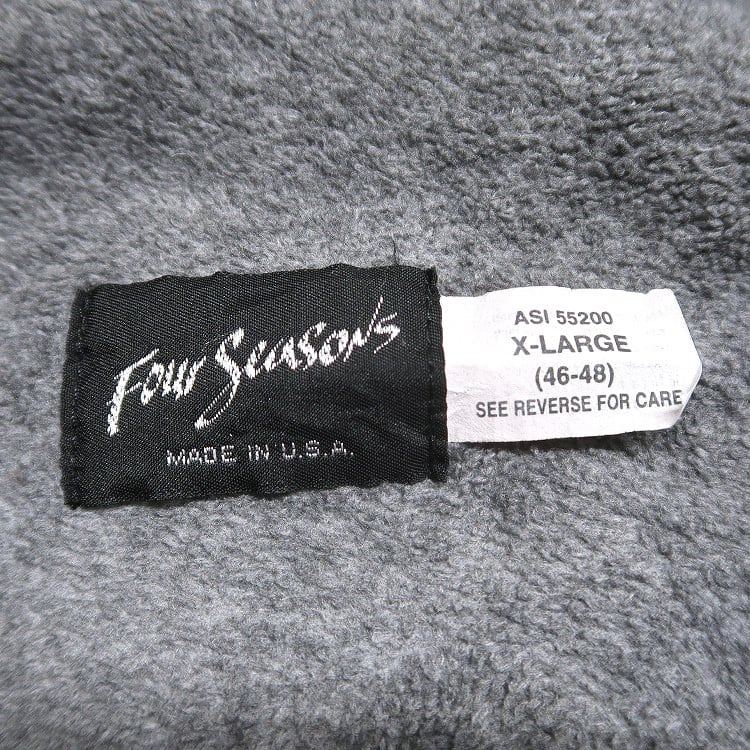 Four Seasons
MADE IN U.S.A.
ASI 55200
X-LARGE
(46-48)
SEE REVERSE FOR CARE